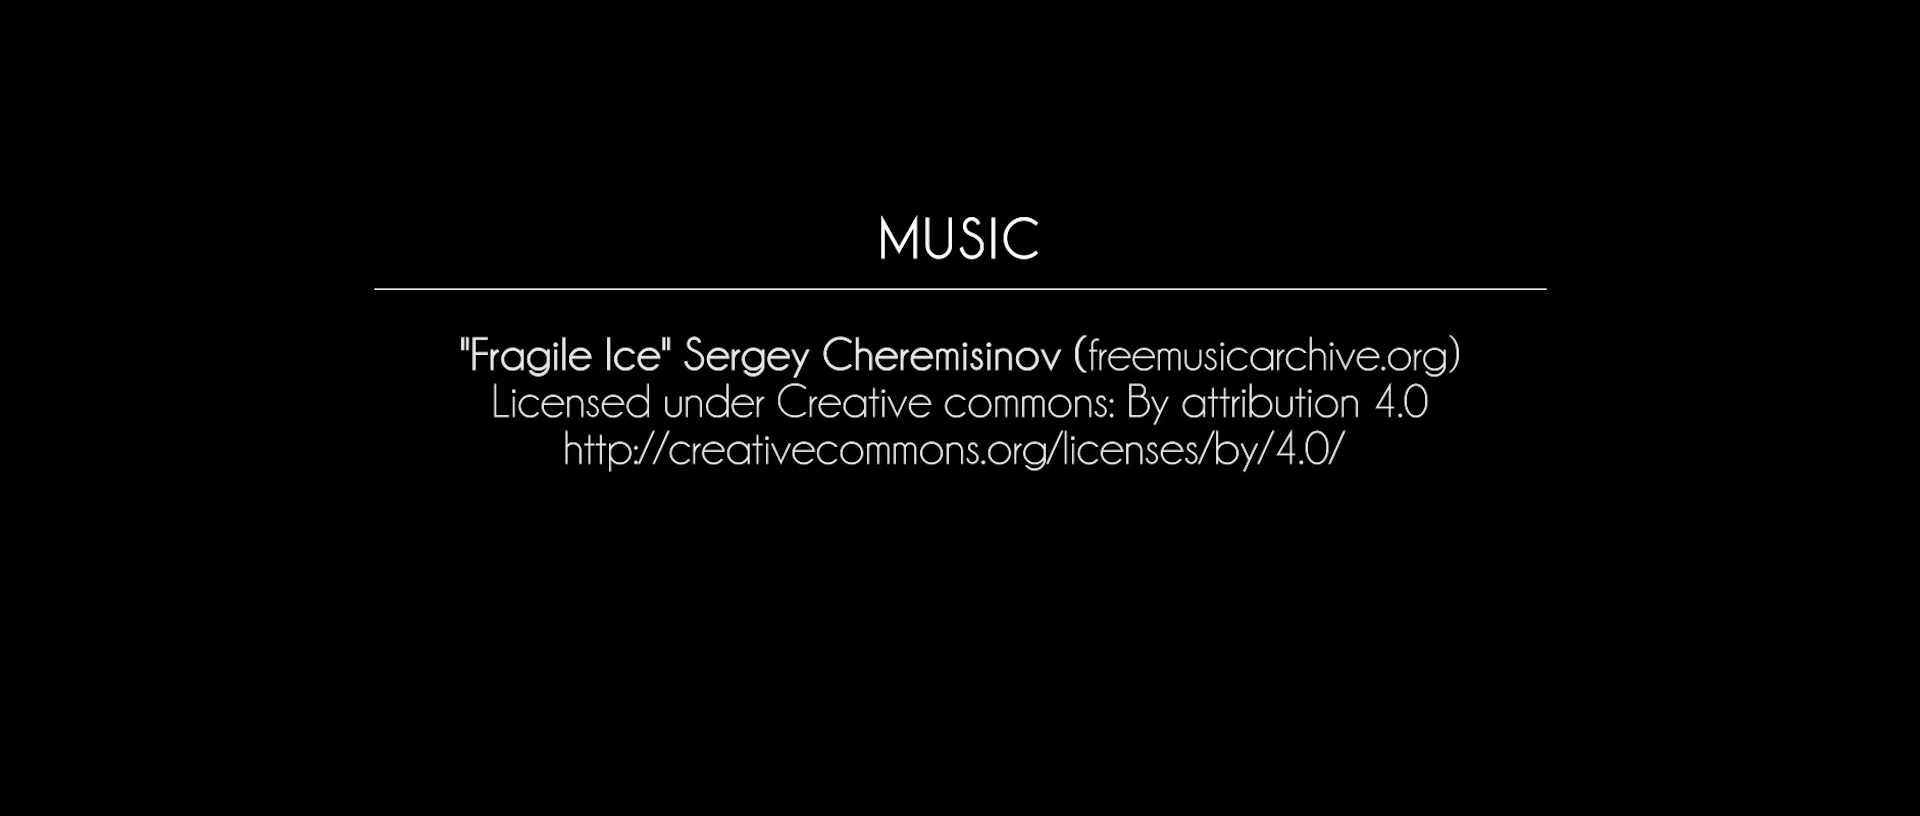 MUSIC
"Fragile Ice" Sergey Cheremisinov (freemusicarchive.org)
Licensed under Creative commons: By attribution 4.0
http://creativecommons.org/licenses/by/4.0/